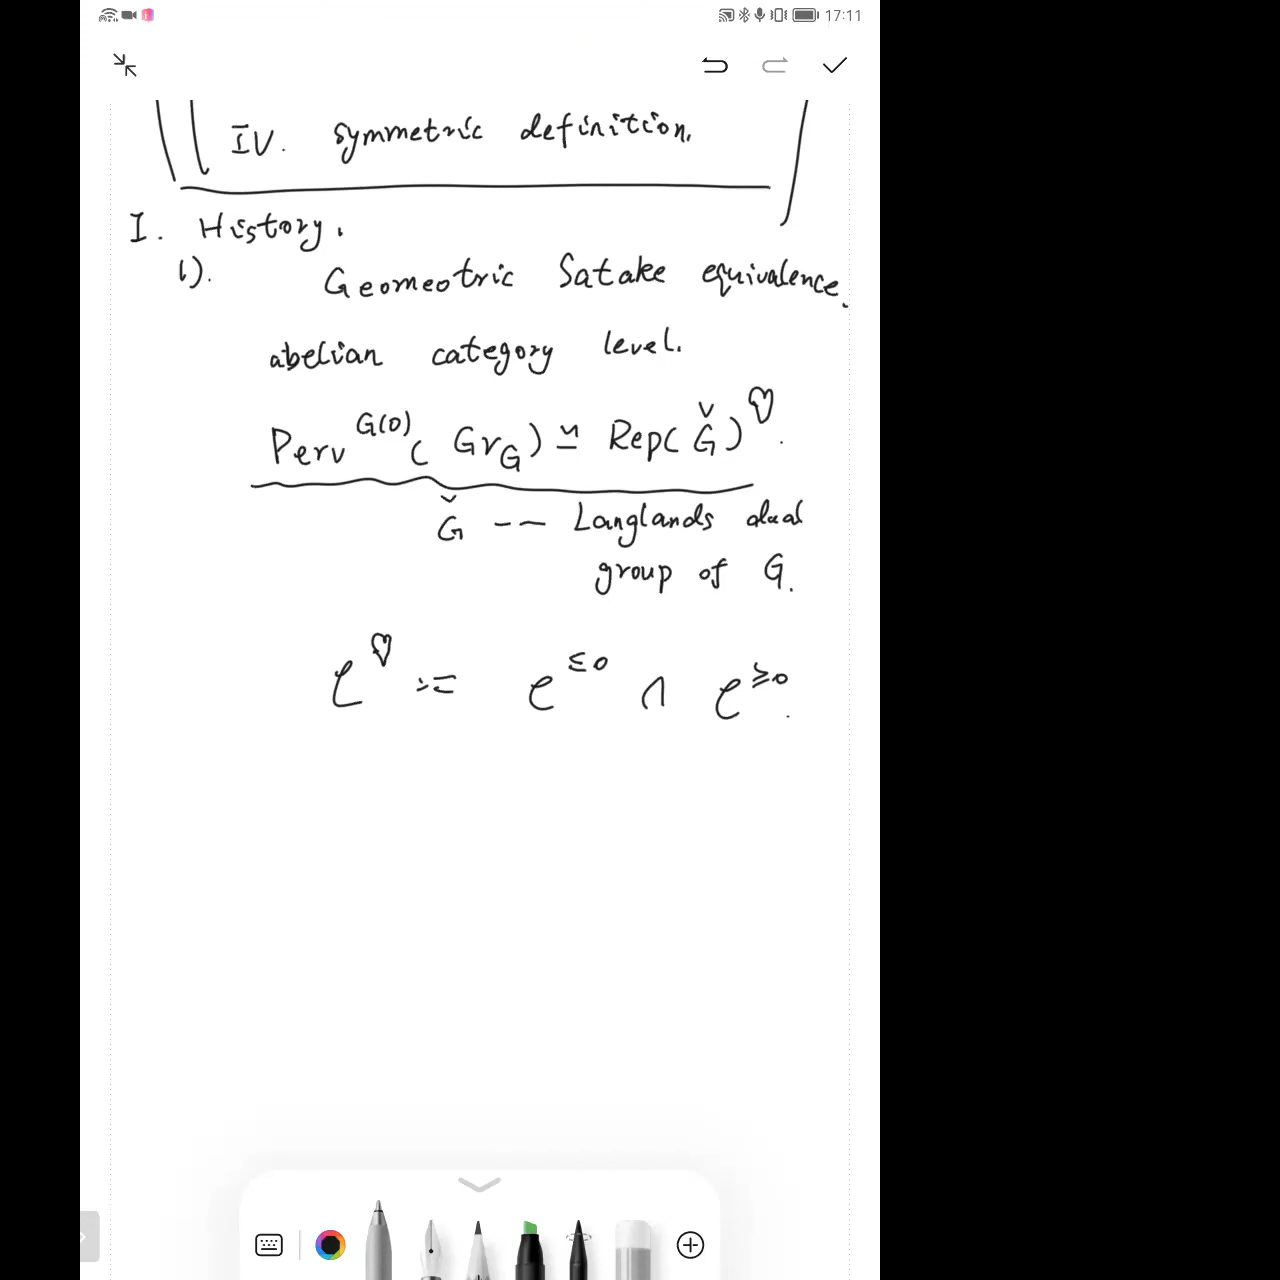 17:11
IV. symmetric definition.
I. History.
1). Geomeotric Satake equivalence.
abelian category level.
Perv^{G(O)}(Gr_G) ≃ Rep(Ǧ)^♡.
Ǧ -- Langlands dual
group of G.
C^♡ := C^{≤0} ∩ C^{≥0}.